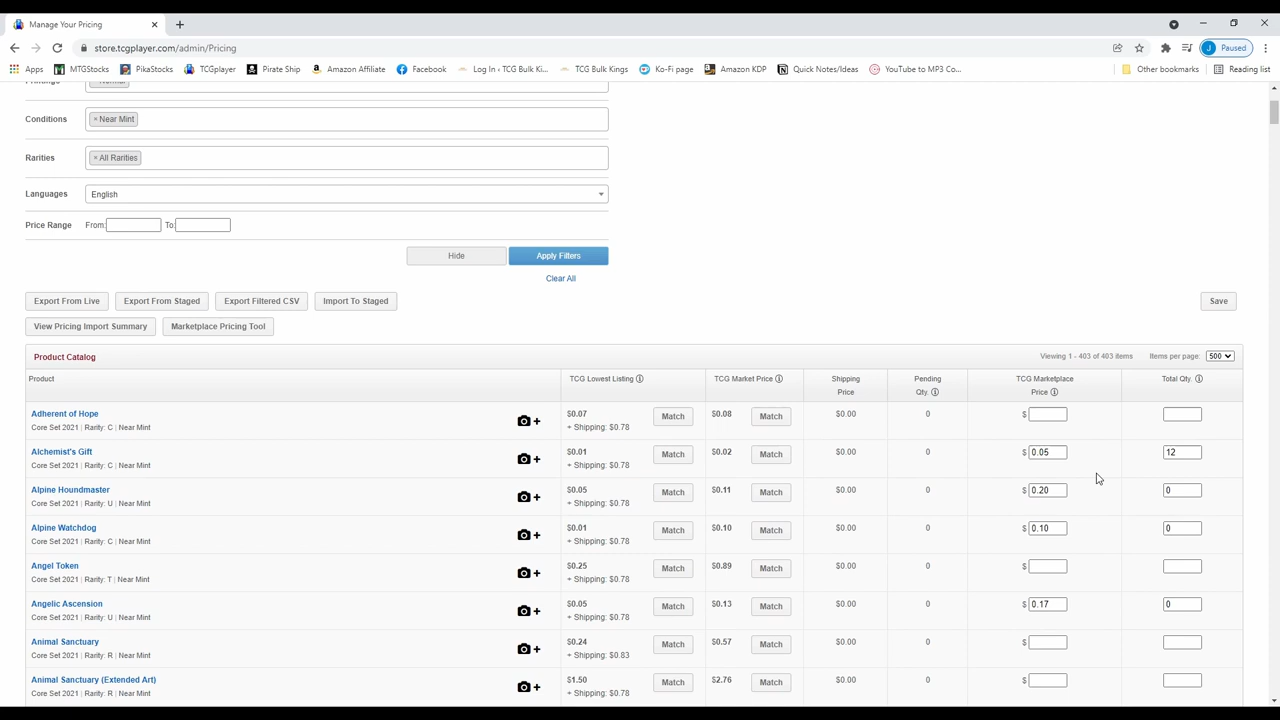 Manage Your Pricing
store.tcgplayer.com/admin/Pricing
J Paused
Apps MTGStocks PikaStocks TCGplayer Pirate Ship Amazon Affiliate Facebook Log In ‹ TCG Bulk Ki... TCG Bulk Kings Ko-Fi page Amazon KDP Quick Notes/Ideas YouTube to MP3 Co... Other bookmarks Reading list
Conditions × Near Mint
Rarities × All Rarities
Languages English
Price Range From: To:
Hide Apply Filters
Clear All
Export From Live Export From Staged Export Filtered CSV Import To Staged Save
View Pricing Import Summary Marketplace Pricing Tool
Product Catalog Viewing 1 - 403 of 403 items Items per page: 500
Product TCG Lowest Listing TCG Market Price Shipping Price Pending Qty. TCG Marketplace Price Total Qty.
Adherent of Hope $0.07 Match $0.08 Match $0.00 0 $
Core Set 2021 | Rarity: C | Near Mint + Shipping: $0.78
Alchemist's Gift $0.01 Match $0.02 Match $0.00 0 $ 0.05 12
Core Set 2021 | Rarity: C | Near Mint + Shipping: $0.78
Alpine Houndmaster $0.05 Match $0.11 Match $0.00 0 $ 0.20 0
Core Set 2021 | Rarity: U | Near Mint + Shipping: $0.78
Alpine Watchdog $0.01 Match $0.10 Match $0.00 0 $ 0.10 0
Core Set 2021 | Rarity: C | Near Mint + Shipping: $0.78
Angel Token $0.25 Match $0.89 Match $0.00 0 $
Core Set 2021 | Rarity: T | Near Mint + Shipping: $0.78
Angelic Ascension $0.05 Match $0.13 Match $0.00 0 $ 0.17 0
Core Set 2021 | Rarity: U | Near Mint + Shipping: $0.78
Animal Sanctuary $0.24 Match $0.57 Match $0.00 0 $
Core Set 2021 | Rarity: R | Near Mint + Shipping: $0.83
Animal Sanctuary (Extended Art) $1.50 Match $2.76 Match $0.00 0 $
Core Set 2021 | Rarity: R | Near Mint + Shipping: $0.78